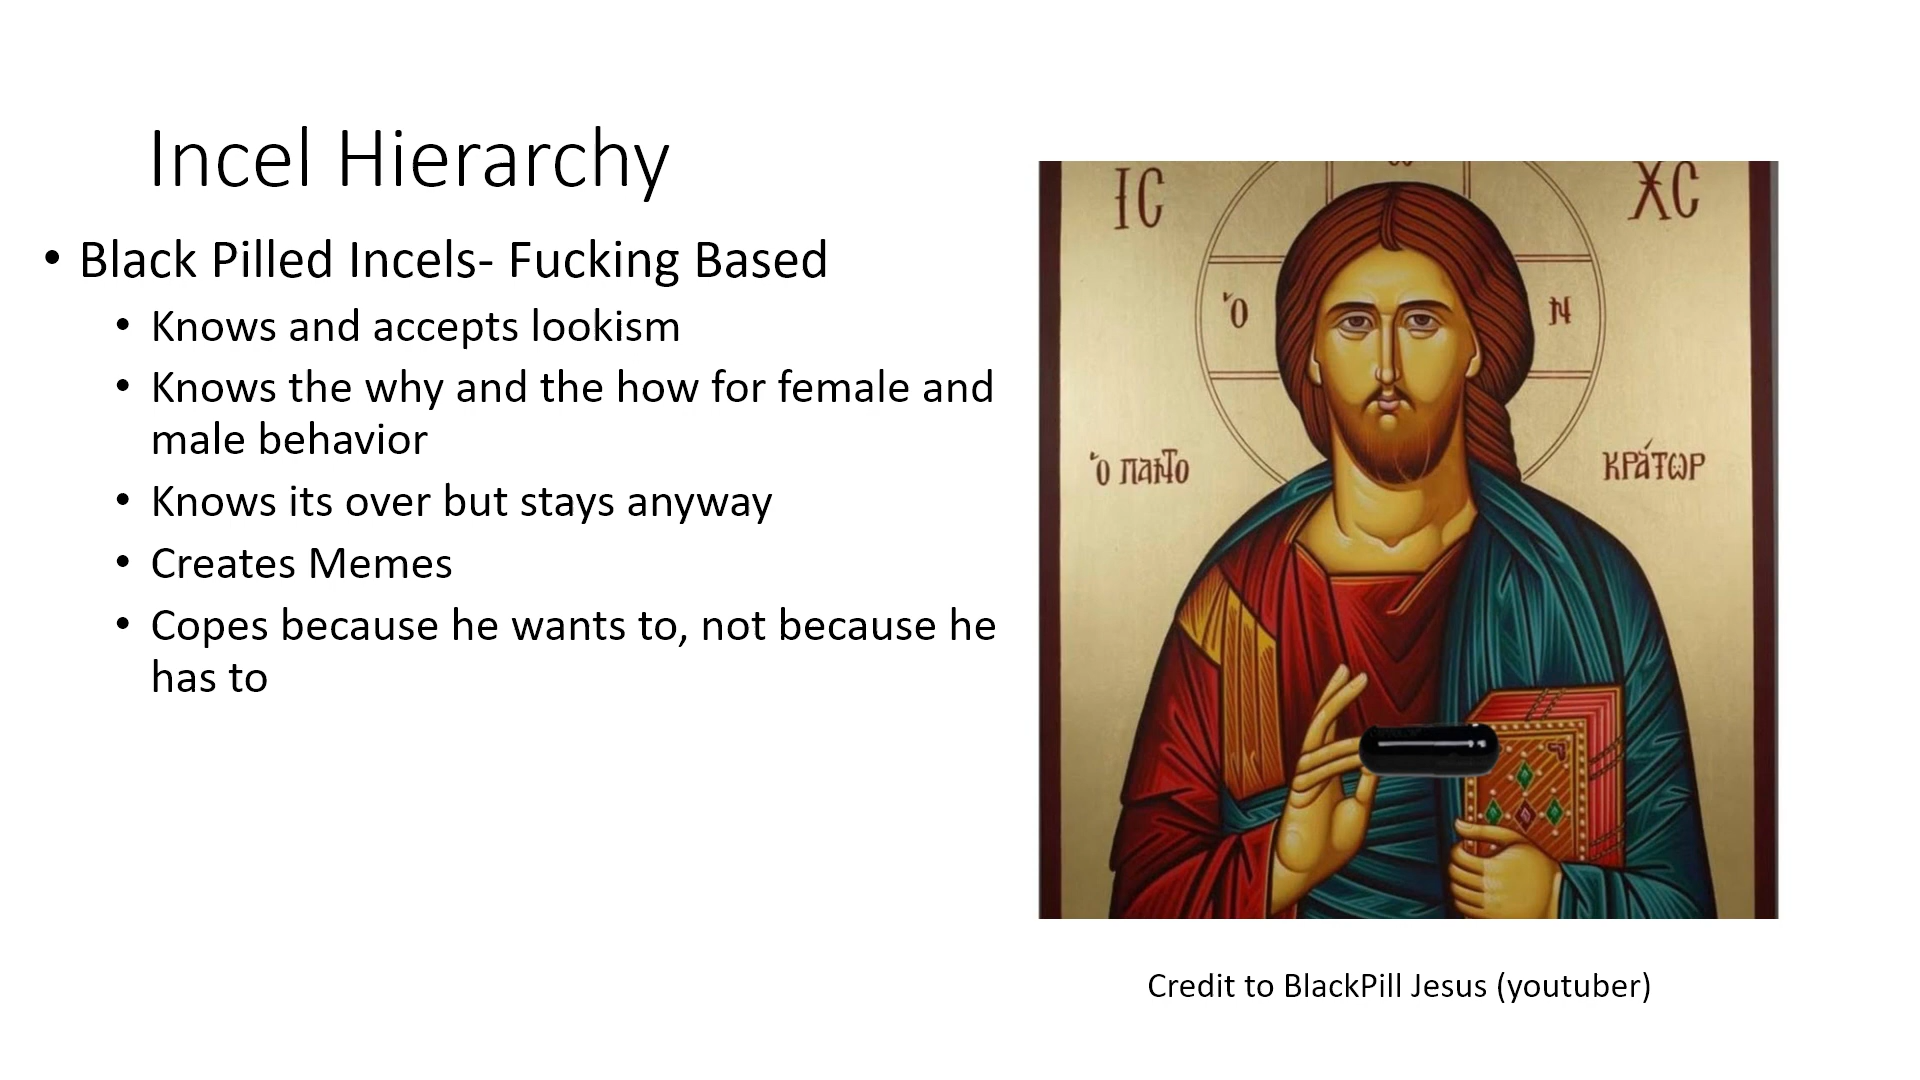 Incel Hierarchy
• Black Pilled Incels- Fucking Based
• Knows and accepts lookism
• Knows the why and the how for female and
male behavior
• Knows its over but stays anyway
• Creates Memes
• Copes because he wants to, not because he
has to
IC
XC
Ὁ
Ν
ὁ ΠΑΝΤΟ
ΚΡΆΤΩΡ
Credit to BlackPill Jesus (youtuber)